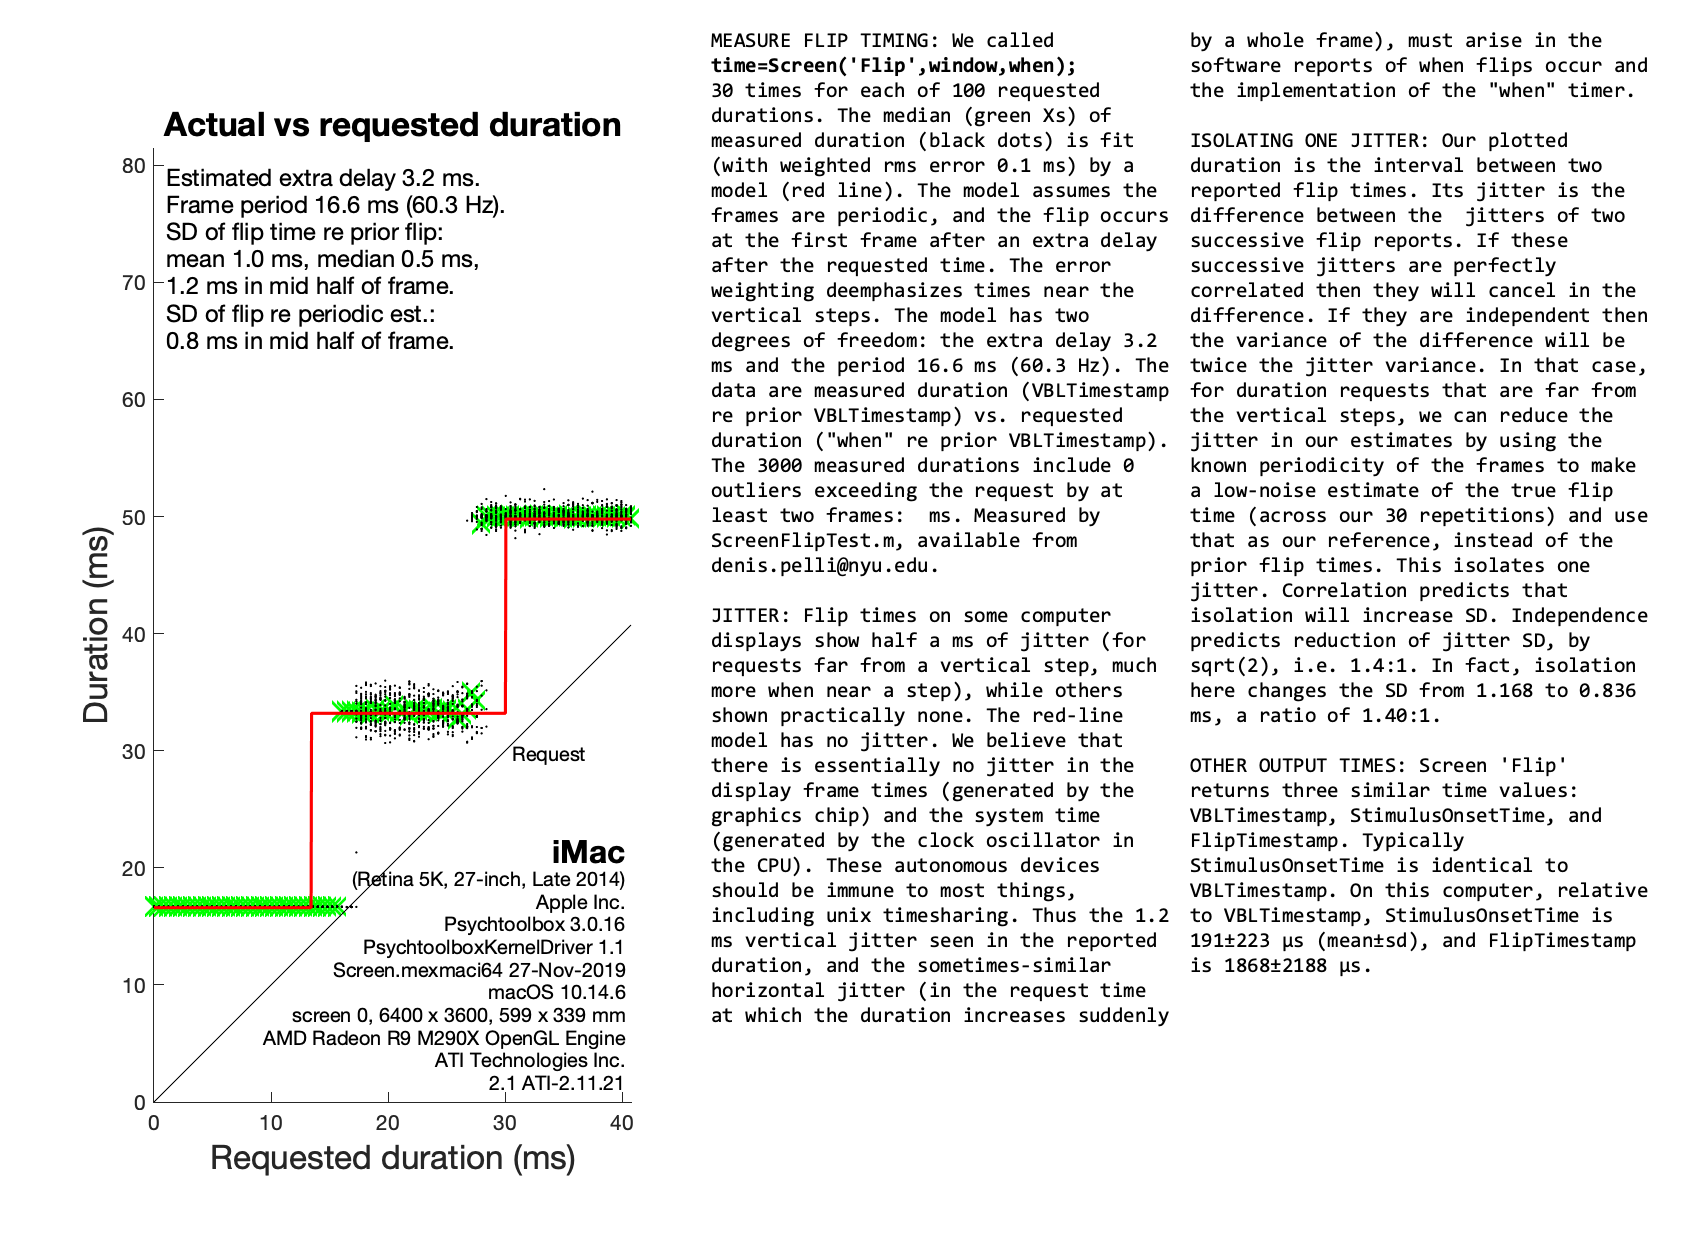 Actual vs requested duration
Estimated extra delay 3.2 ms.
Frame period 16.6 ms (60.3 Hz).
SD of flip time re prior flip:
mean 1.0 ms, median 0.5 ms,
1.2 ms in mid half of frame.
SD of flip re periodic est.:
0.8 ms in mid half of frame.
80
70
60
50
40
30
20
10
0
Duration (ms)
Request
iMac
(Retina 5K, 27-inch, Late 2014)
Apple Inc.
Psychtoolbox 3.0.16
PsychtoolboxKernelDriver 1.1
Screen.mexmaci64 27-Nov-2019
macOS 10.14.6
screen 0, 6400 x 3600, 599 x 339 mm
AMD Radeon R9 M290X OpenGL Engine
ATI Technologies Inc.
2.1 ATI-2.11.21
0 10 20 30 40
Requested duration (ms)
MEASURE FLIP TIMING: We called
time=Screen('Flip',window,when);
30 times for each of 100 requested
durations. The median (green Xs) of
measured duration (black dots) is fit
(with weighted rms error 0.1 ms) by a
model (red line). The model assumes the
frames are periodic, and the flip occurs
at the first frame after an extra delay
after the requested time. The error
weighting deemphasizes times near the
vertical steps. The model has two
degrees of freedom: the extra delay 3.2
ms and the period 16.6 ms (60.3 Hz). The
data are measured duration (VBLTimestamp
re prior VBLTimestamp) vs. requested
duration ("when" re prior VBLTimestamp).
The 3000 measured durations include 0
outliers exceeding the request by at
least two frames:  ms. Measured by
ScreenFlipTest.m, available from
denis.pelli@nyu.edu.
JITTER: Flip times on some computer
displays show half a ms of jitter (for
requests far from a vertical step, much
more when near a step), while others
shown practically none. The red-line
model has no jitter. We believe that
there is essentially no jitter in the
display frame times (generated by the
graphics chip) and the system time
(generated by the clock oscillator in
the CPU). These autonomous devices
should be immune to most things,
including unix timesharing. Thus the 1.2
ms vertical jitter seen in the reported
duration, and the sometimes-similar
horizontal jitter (in the request time
at which the duration increases suddenly
by a whole frame), must arise in the
software reports of when flips occur and
the implementation of the "when" timer.
ISOLATING ONE JITTER: Our plotted
duration is the interval between two
reported flip times. Its jitter is the
difference between the  jitters of two
successive flip reports. If these
successive jitters are perfectly
correlated then they will cancel in the
difference. If they are independent then
the variance of the difference will be
twice the jitter variance. In that case,
for duration requests that are far from
the vertical steps, we can reduce the
jitter in our estimates by using the
known periodicity of the frames to make
a low-noise estimate of the true flip
time (across our 30 repetitions) and use
that as our reference, instead of the
prior flip times. This isolates one
jitter. Correlation predicts that
isolation will increase SD. Independence
predicts reduction of jitter SD, by
sqrt(2), i.e. 1.4:1. In fact, isolation
here changes the SD from 1.168 to 0.836
ms, a ratio of 1.40:1.
OTHER OUTPUT TIMES: Screen 'Flip'
returns three similar time values:
VBLTimestamp, StimulusOnsetTime, and
FlipTimestamp. Typically
StimulusOnsetTime is identical to
VBLTimestamp. On this computer, relative
to VBLTimestamp, StimulusOnsetTime is
191±223 µs (mean±sd), and FlipTimestamp
is 1868±2188 µs.